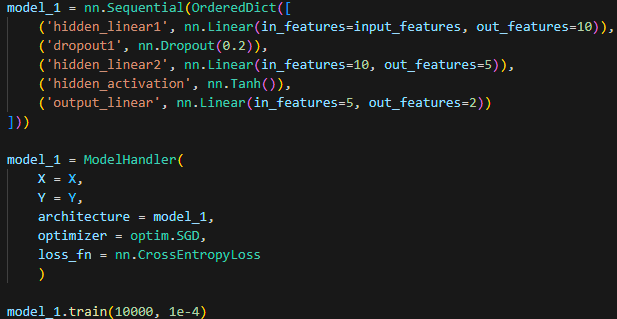 model_1 = nn.Sequential(OrderedDict([
    ('hidden_linear1', nn.Linear(in_features=input_features, out_features=10)),
    ('dropout1', nn.Dropout(0.2)),
    ('hidden_linear2', nn.Linear(in_features=10, out_features=5)),
    ('hidden_activation', nn.Tanh()),
    ('output_linear', nn.Linear(in_features=5, out_features=2))
]))

model_1 = ModelHandler(
    X = X,
    Y = Y,
    architecture = model_1,
    optimizer = optim.SGD,
    loss_fn = nn.CrossEntropyLoss
    )

model_1.train(10000, 1e-4)